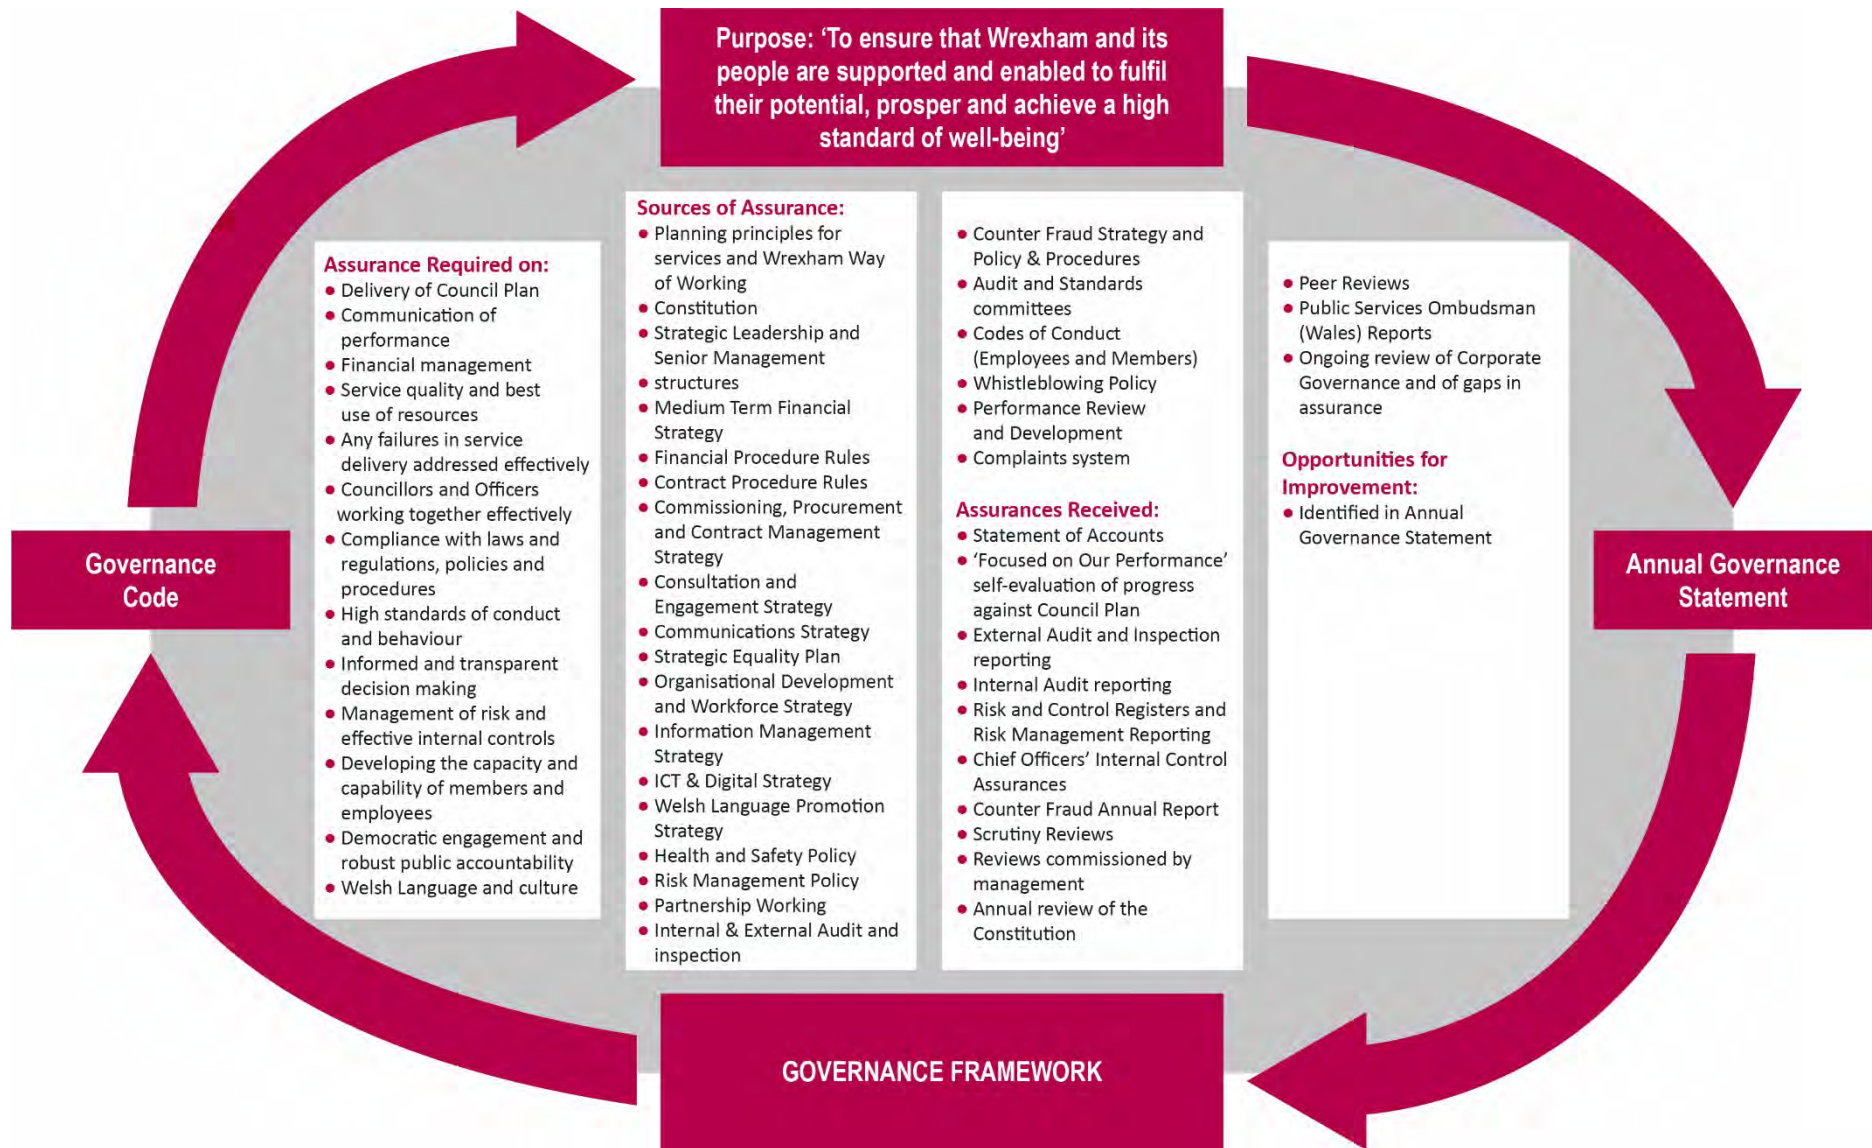 Purpose: ‘To ensure that Wrexham and its
people are supported and enabled to fulfil
their potential, prosper and achieve a high
standard of well-being’
Governance
Code
Assurance Required on:
● Delivery of Council Plan
● Communication of
performance
● Financial management
● Service quality and best
use of resources
● Any failures in service
delivery addressed effectively
● Councillors and Officers
working together effectively
● Compliance with laws and
regulations, policies and
procedures
● High standards of conduct
and behaviour
● Informed and transparent
decision making
● Management of risk and
effective internal controls
● Developing the capacity and
capability of members and
employees
● Democratic engagement and
robust public accountability
● Welsh Language and culture
Sources of Assurance:
● Planning principles for
services and Wrexham Way
of Working
● Constitution
● Strategic Leadership and
Senior Management
● structures
● Medium Term Financial
Strategy
● Financial Procedure Rules
● Contract Procedure Rules
● Commissioning, Procurement
and Contract Management
Strategy
● Consultation and
Engagement Strategy
● Communications Strategy
● Strategic Equality Plan
● Organisational Development
and Workforce Strategy
● Information Management
Strategy
● ICT & Digital Strategy
● Welsh Language Promotion
Strategy
● Health and Safety Policy
● Risk Management Policy
● Partnership Working
● Internal & External Audit and
inspection
● Counter Fraud Strategy and
Policy & Procedures
● Audit and Standards
committees
● Codes of Conduct
(Employees and Members)
● Whistleblowing Policy
● Performance Review
and Development
● Complaints system
Assurances Received:
● Statement of Accounts
● ‘Focused on Our Performance’
self-evaluation of progress
against Council Plan
● External Audit and Inspection
reporting
● Internal Audit reporting
● Risk and Control Registers and
Risk Management Reporting
● Chief Officers’ Internal Control
Assurances
● Counter Fraud Annual Report
● Scrutiny Reviews
● Reviews commissioned by
management
● Annual review of the
Constitution
● Peer Reviews
● Public Services Ombudsman
(Wales) Reports
● Ongoing review of Corporate
Governance and of gaps in
assurance
Opportunities for
Improvement:
● Identified in Annual
Governance Statement
Annual Governance
Statement
GOVERNANCE FRAMEWORK